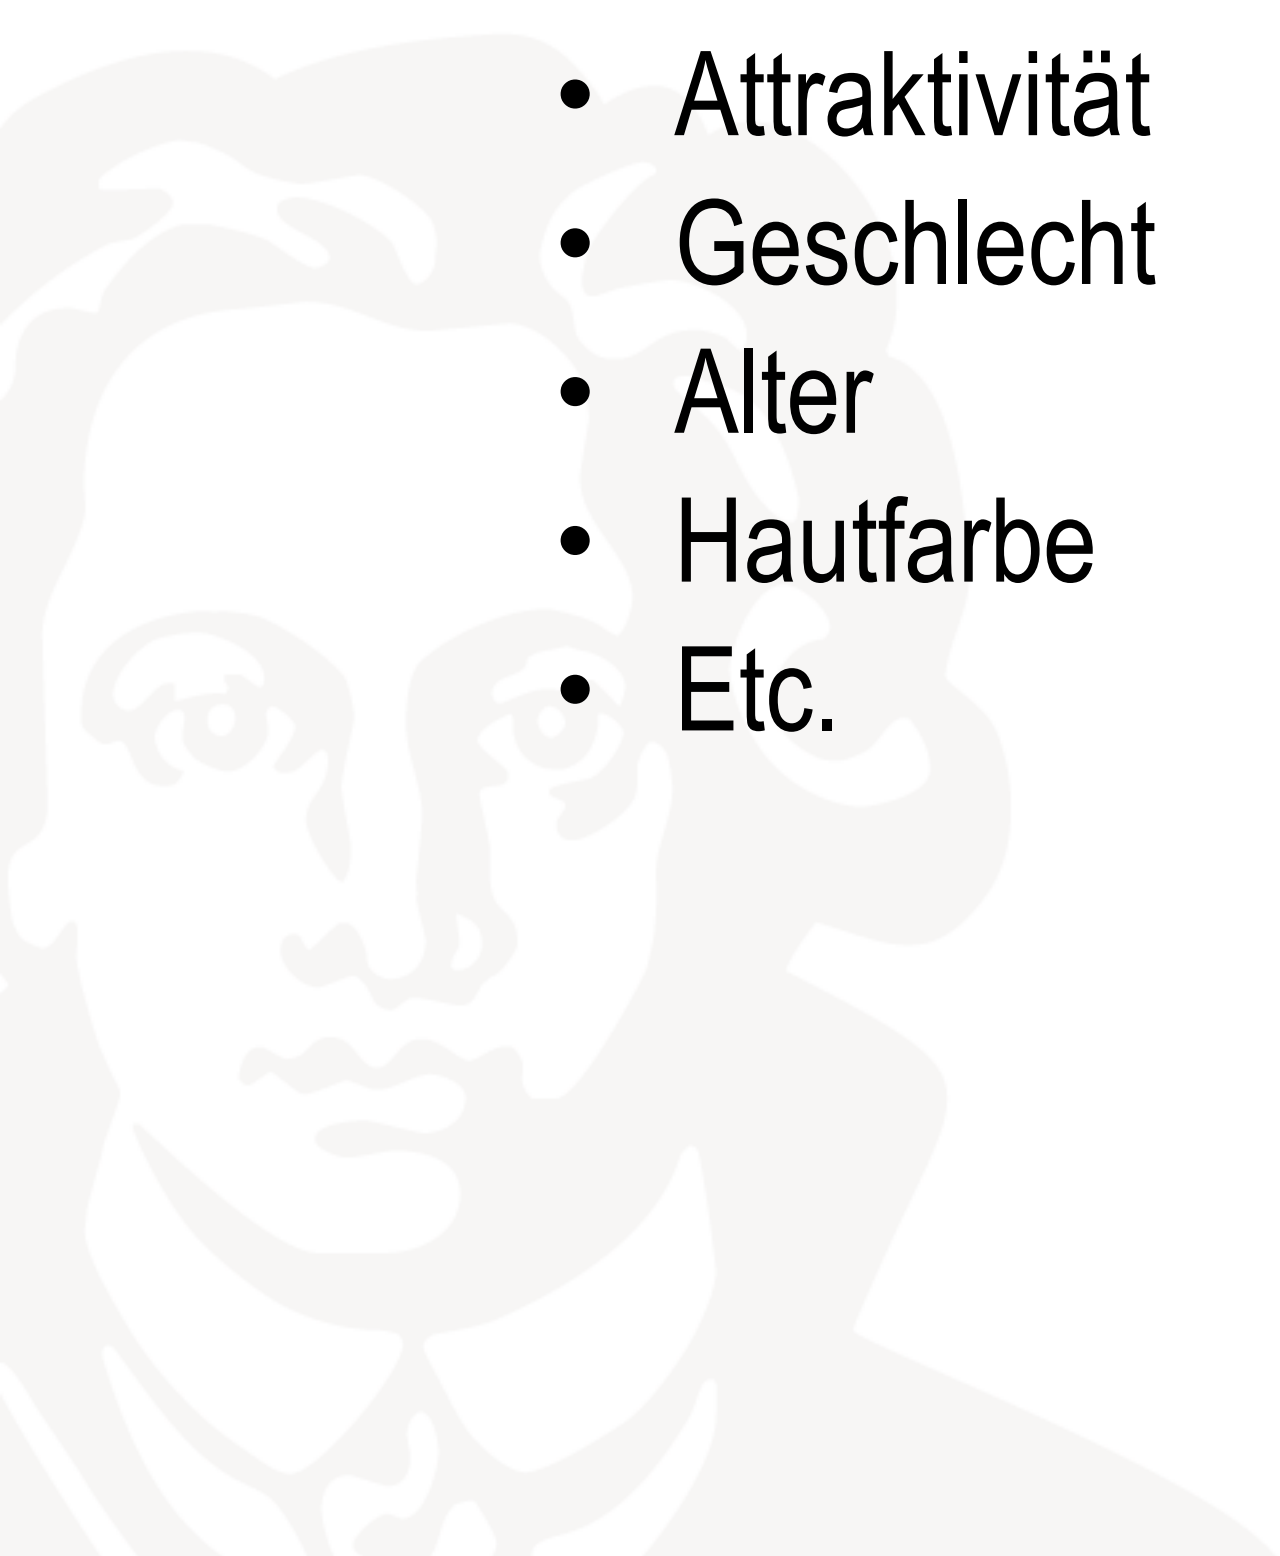 • Attraktivität
• Geschlecht
• Alter
• Hautfarbe
• Etc.